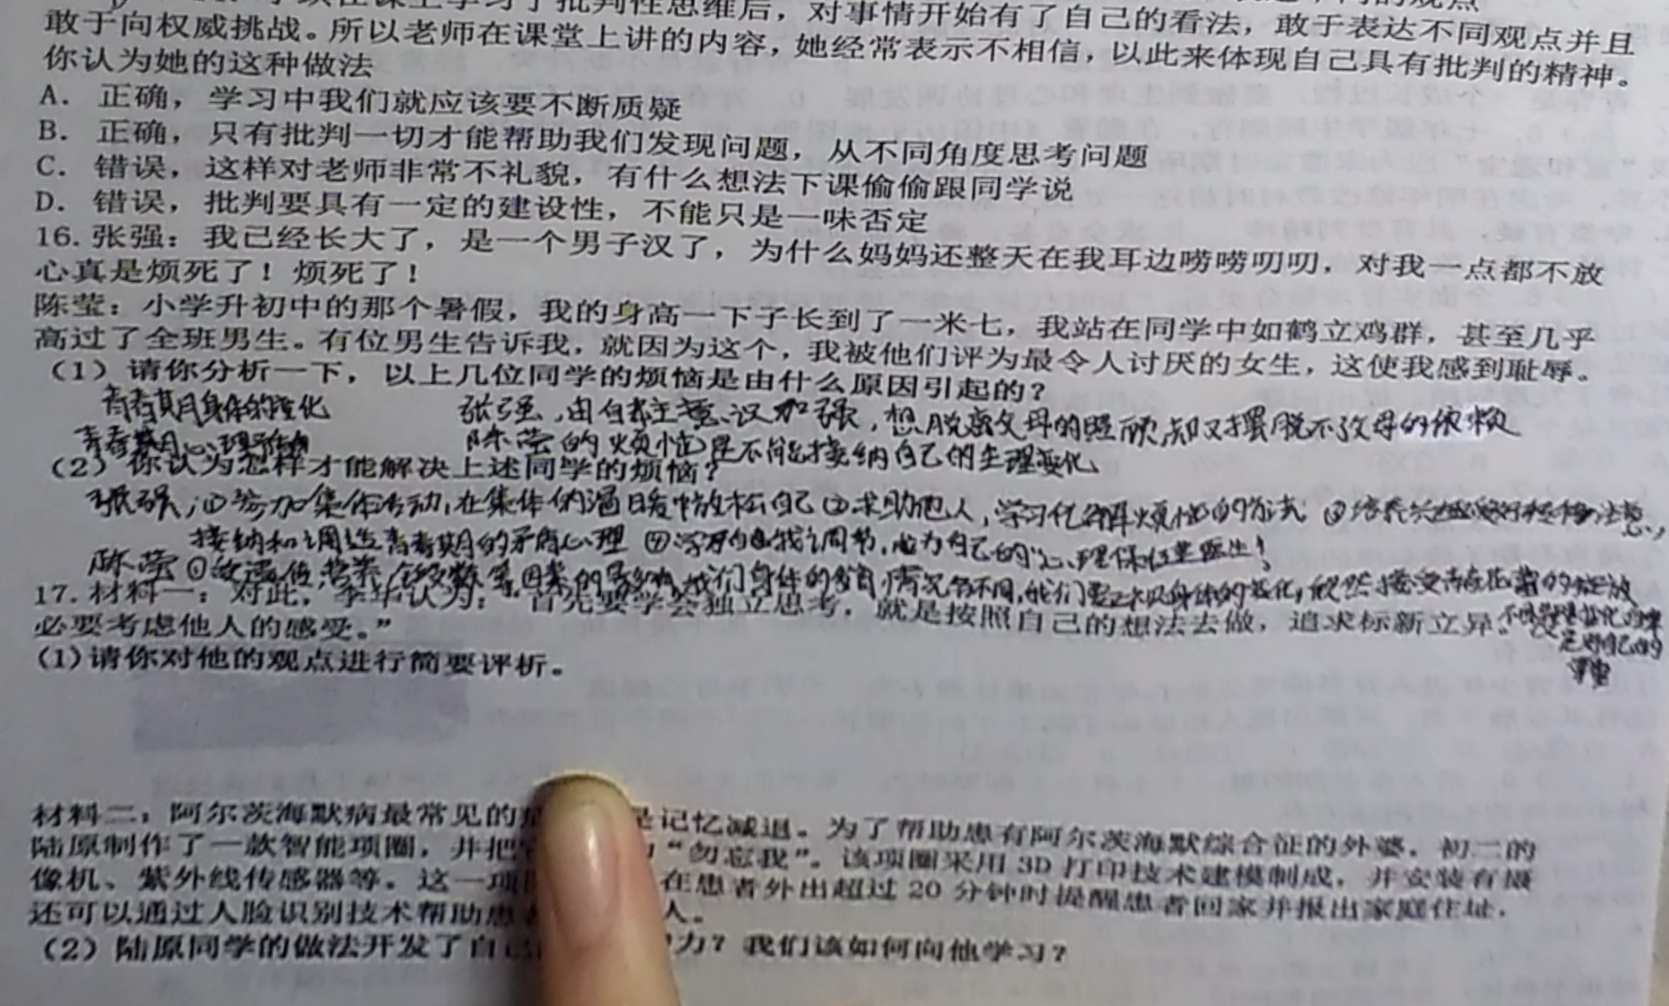 学习了批判性思维后，对事情开始有了自己的看法，敢于表达不同观点并且
敢于向权威挑战。所以老师在课堂上讲的内容，她经常表示不相信，以此来体现自己具有批判的精神。
你认为她的这种做法
A. 正确，学习中我们就应该要不断质疑
B. 正确，只有批判一切才能帮助我们发现问题，从不同角度思考问题
C. 错误，这样对老师非常不礼貌，有什么想法下课偷偷跟同学说
D. 错误，批判要具有一定的建设性，不能只是一味否定
16. 张强：我已经长大了，是一个男子汉了，为什么妈妈还整天在我耳边唠唠叨叨，对我一点都不放
心真是烦死了！烦死了！
陈莹：小学升初中的那个暑假，我的身高一下子长到了一米七，我站在同学中如鹤立鸡群，甚至几乎
高过了全班男生。有位男生告诉我，就因为这个，我被他们评为最令人讨厌的女生，这使我感到耻辱。
（1）请你分析一下，以上几位同学的烦恼是由什么原因引起的？
青春期身体的变化 张强，由自我主意识加强，想脱离父母的照顾却又摆脱不了父母的依赖
青春期心理 陈莹的烦恼是不能接纳自己的生理变化
（2）你认为怎样才能解决上述同学的烦恼？
张强：①参加集体活动，在集体的温暖中放松自己 ②求助他人，学习化解烦恼的方法 ③培养兴趣爱好转移注意，
接纳和调适青春期的矛盾心理 ④学习自我调节，成为自己的心理保健医生！
陈莹 ① 我们身体的发育情况各不同，我们要正视身体的变化，欣然接受青春花蕾的绽放
17. 材料一：对此，李华认为：“首先要学会独立思考，就是按照自己的想法去做，追求标新立异。
必要考虑他人的感受。”
(1)请你对他的观点进行简要评析。
材料二：阿尔茨海默病最常见的 是记忆减退。为了帮助患有阿尔茨海默综合征的外婆，初二的
陆原制作了一款智能项圈，并把 “勿忘我”。该项圈采用 3D 打印技术建模制成，并安装有摄
像机、紫外线传感器等。这一项 在患者外出超过 20 分钟时提醒患者回家并报出家庭住址，
还可以通过人脸识别技术帮助患 人。
（2）陆原同学的做法开发了自己 力？我们该如何向他学习？